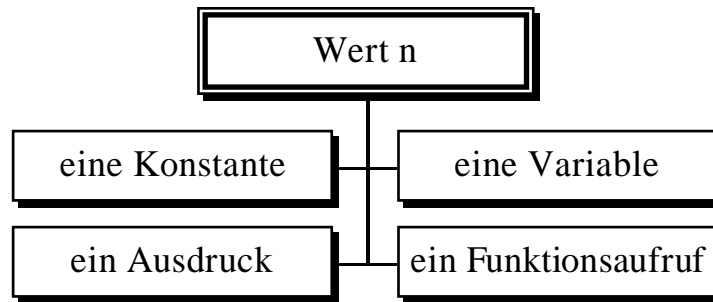 Wert n
eine Konstante
eine Variable
ein Ausdruck
ein Funktionsaufruf